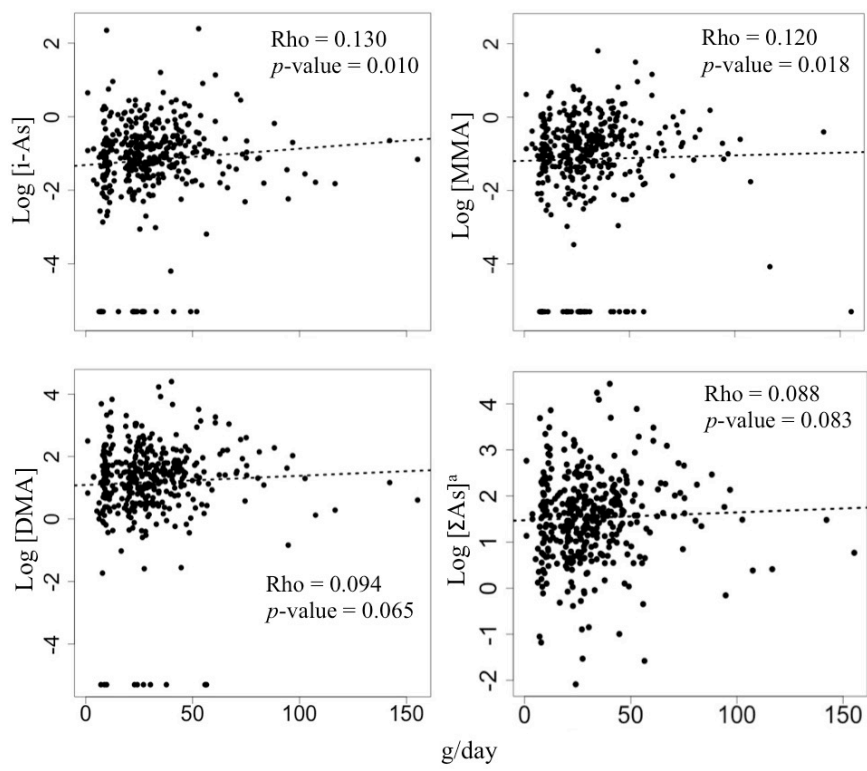 Rho = 0.130
p-value = 0.010
Log [i-As]
2
0
-2
-4
Rho = 0.120
p-value = 0.018
Log [MMA]
2
0
-2
-4
Log [DMA]
4
2
0
-2
-4
Rho = 0.094
p-value = 0.065
0 50 100 150
Rho = 0.088
p-value = 0.083
Log [ΣAs]ᵃ
4
3
2
1
0
-1
-2
0 50 100 150
g/day